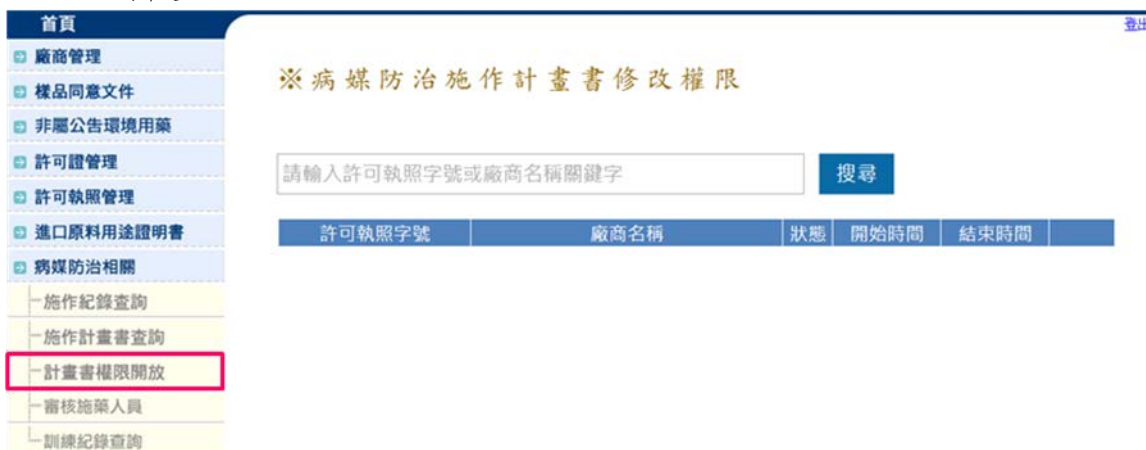 首頁
登出
廠商管理
樣品同意文件
非屬公告環境用藥
許可證管理
許可執照管理
進口原料用途證明書
病媒防治相關
施作紀錄查詢
施作計畫書查詢
計畫書權限開放
審核施藥人員
訓練紀錄查詢
※病媒防治施作計畫書修改權限
請輸入許可執照字號或廠商名稱關鍵字 搜尋
許可執照字號 廠商名稱 狀態 開始時間 結束時間